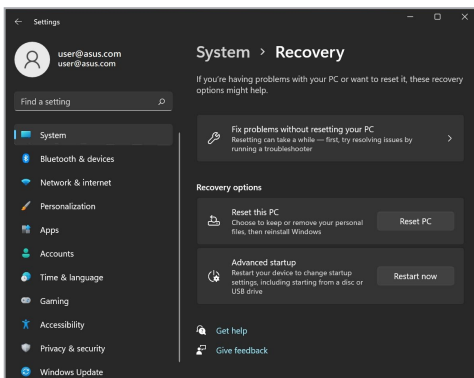 Settings
user@asus.com
user@asus.com
Find a setting
System
Bluetooth & devices
Network & internet
Personalization
Apps
Accounts
Time & language
Gaming
Accessibility
Privacy & security
Windows Update
System > Recovery
If you're having problems with your PC or want to reset it, these recovery
options might help.
Fix problems without resetting your PC
Resetting can take a while — first, try resolving issues by
running a troubleshooter
Recovery options
Reset this PC
Choose to keep or remove your personal
files, then reinstall Windows
Reset PC
Advanced startup
Restart your device to change startup
settings, including starting from a disc or
USB drive
Restart now
Get help
Give feedback